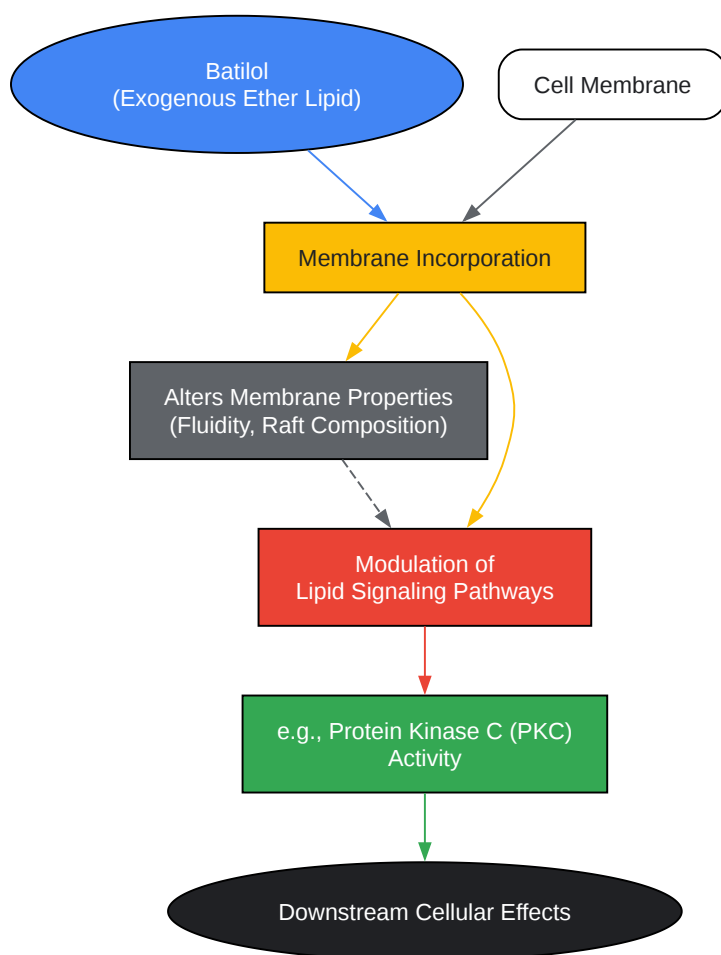 Batilol
(Exogenous Ether Lipid)
Cell Membrane
Membrane Incorporation
Alters Membrane Properties
(Fluidity, Raft Composition)
Modulation of
Lipid Signaling Pathways
e.g., Protein Kinase C (PKC)
Activity
Downstream Cellular Effects